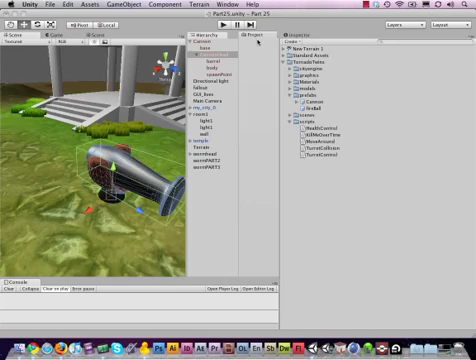 Unity File Edit Assets GameObject Component Terrain Window Help
Part25.unity - Part 25
Pivot Local Layers Layout
Scene Game Animation
Textured RGB
Hierarchy
Cannon
base
barrel
body
spawnPoint
Directional light
fallout
GUI_lives
Main Camera
my_city_D
room1
light1
light1
wall
temple
Terrain
wormhead
wormPART2
wormPART3
Project
Inspector
Create
New Terrain 1
Standard Assets
TornadoTwins
cityengine
graphics
Materials
models
prefabs
Cannon
fireBall
scenes
scripts
HealthControl
KillMeOverTime
MoveAround
TurretCollision
TurretControl
Console
Clear Collapse Clear on play Error pause Open Player Log Open Editor Log